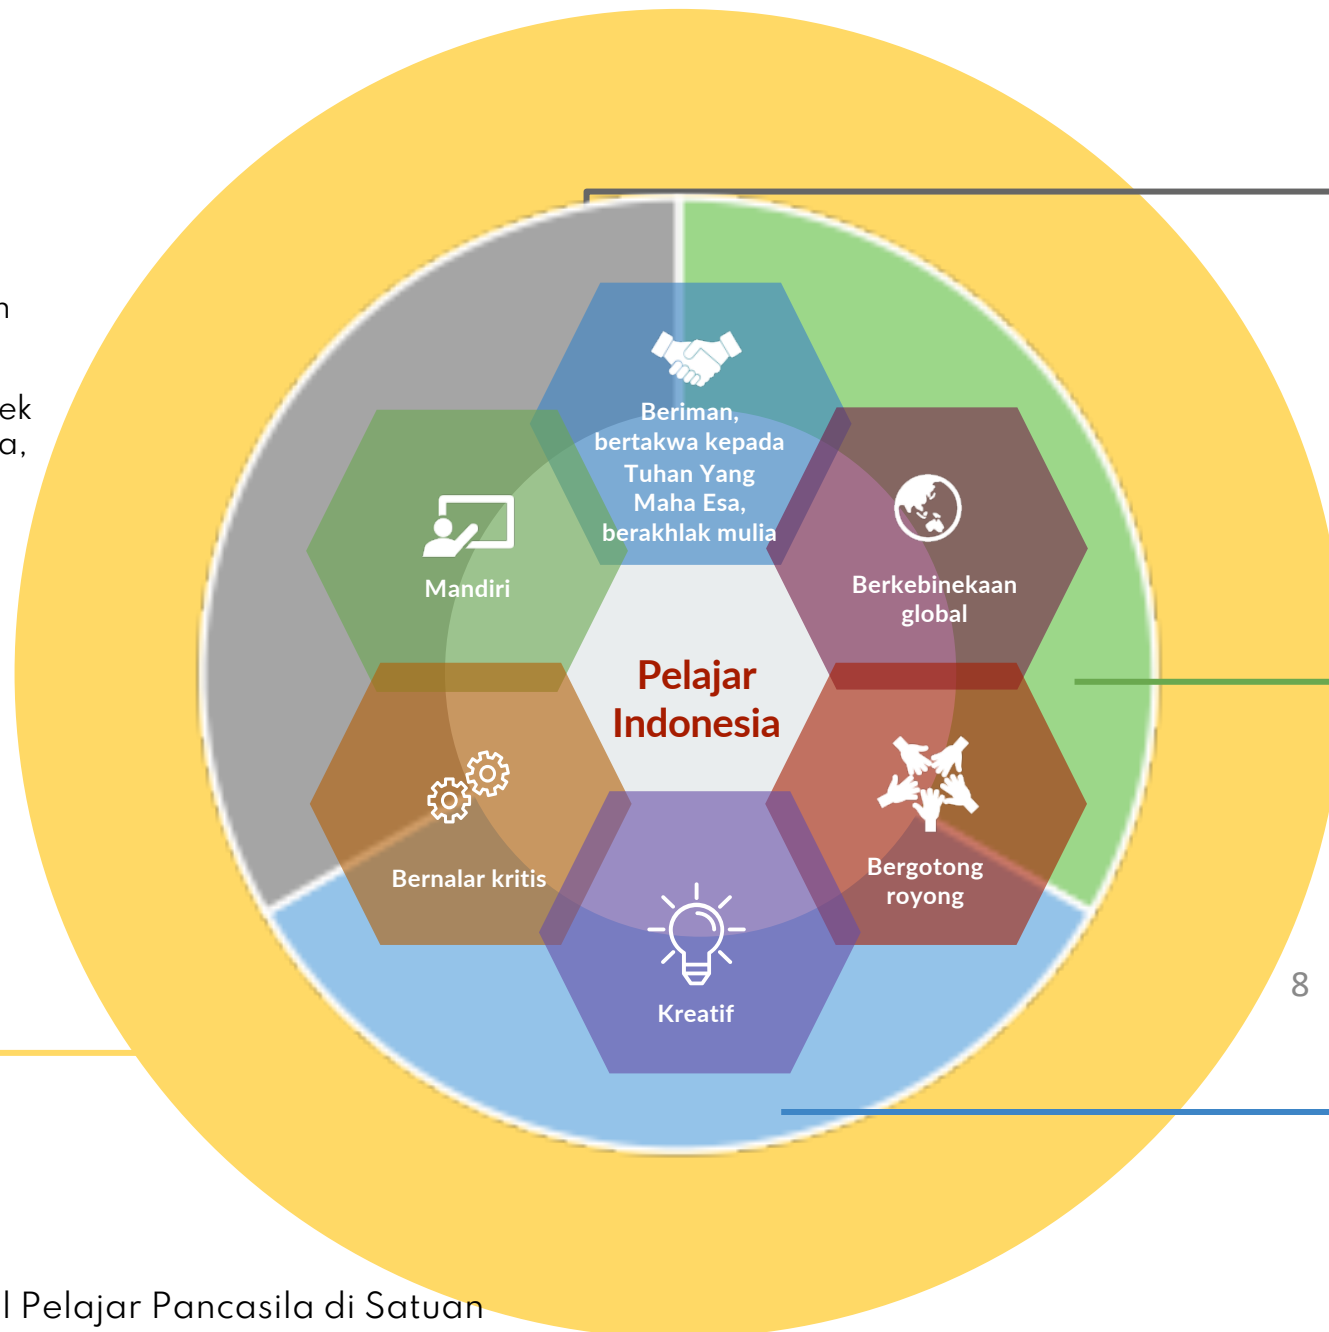 n
ek
a,
Beriman,
bertakwa kepada
Tuhan Yang
Maha Esa,
berakhlak mulia
Mandiri
Berkebinekaan
global
Pelajar
Indonesia
Bernalar kritis
Bergotong
royong
Kreatif
8
l Pelajar Pancasila di Satuan